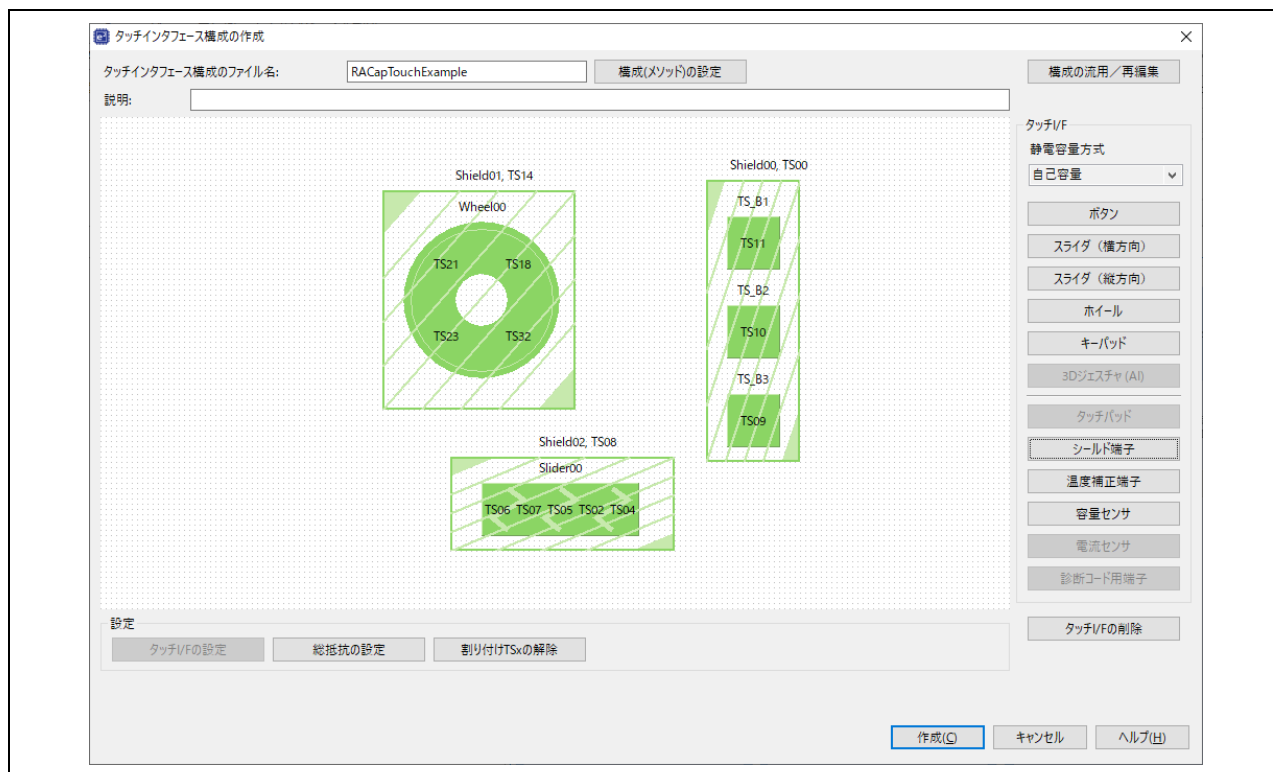 タッチインタフェース構成の作成
タッチインタフェース構成のファイル名: RACapTouchExample 構成(メソッド)の設定 構成の流用／再編集
説明:
タッチI/F
静電容量方式
自己容量
ボタン
スライダ（横方向）
スライダ（縦方向）
ホイール
キーパッド
3Dジェスチャ (AI)
タッチパッド
シールド端子
温度補正端子
容量センサ
電流センサ
診断コード用端子
タッチI/Fの削除
Shield01, TS14
Wheel00
TS21 TS18
TS23 TS32
Shield00, TS00
TS_B1
TS11
TS_B2
TS10
TS_B3
TS09
Shield02, TS08
Slider00
TS06 TS07 TS05 TS02 TS04
設定
タッチI/Fの設定 総抵抗の設定 割り付けTSxの解除
作成(C) キャンセル ヘルプ(H)